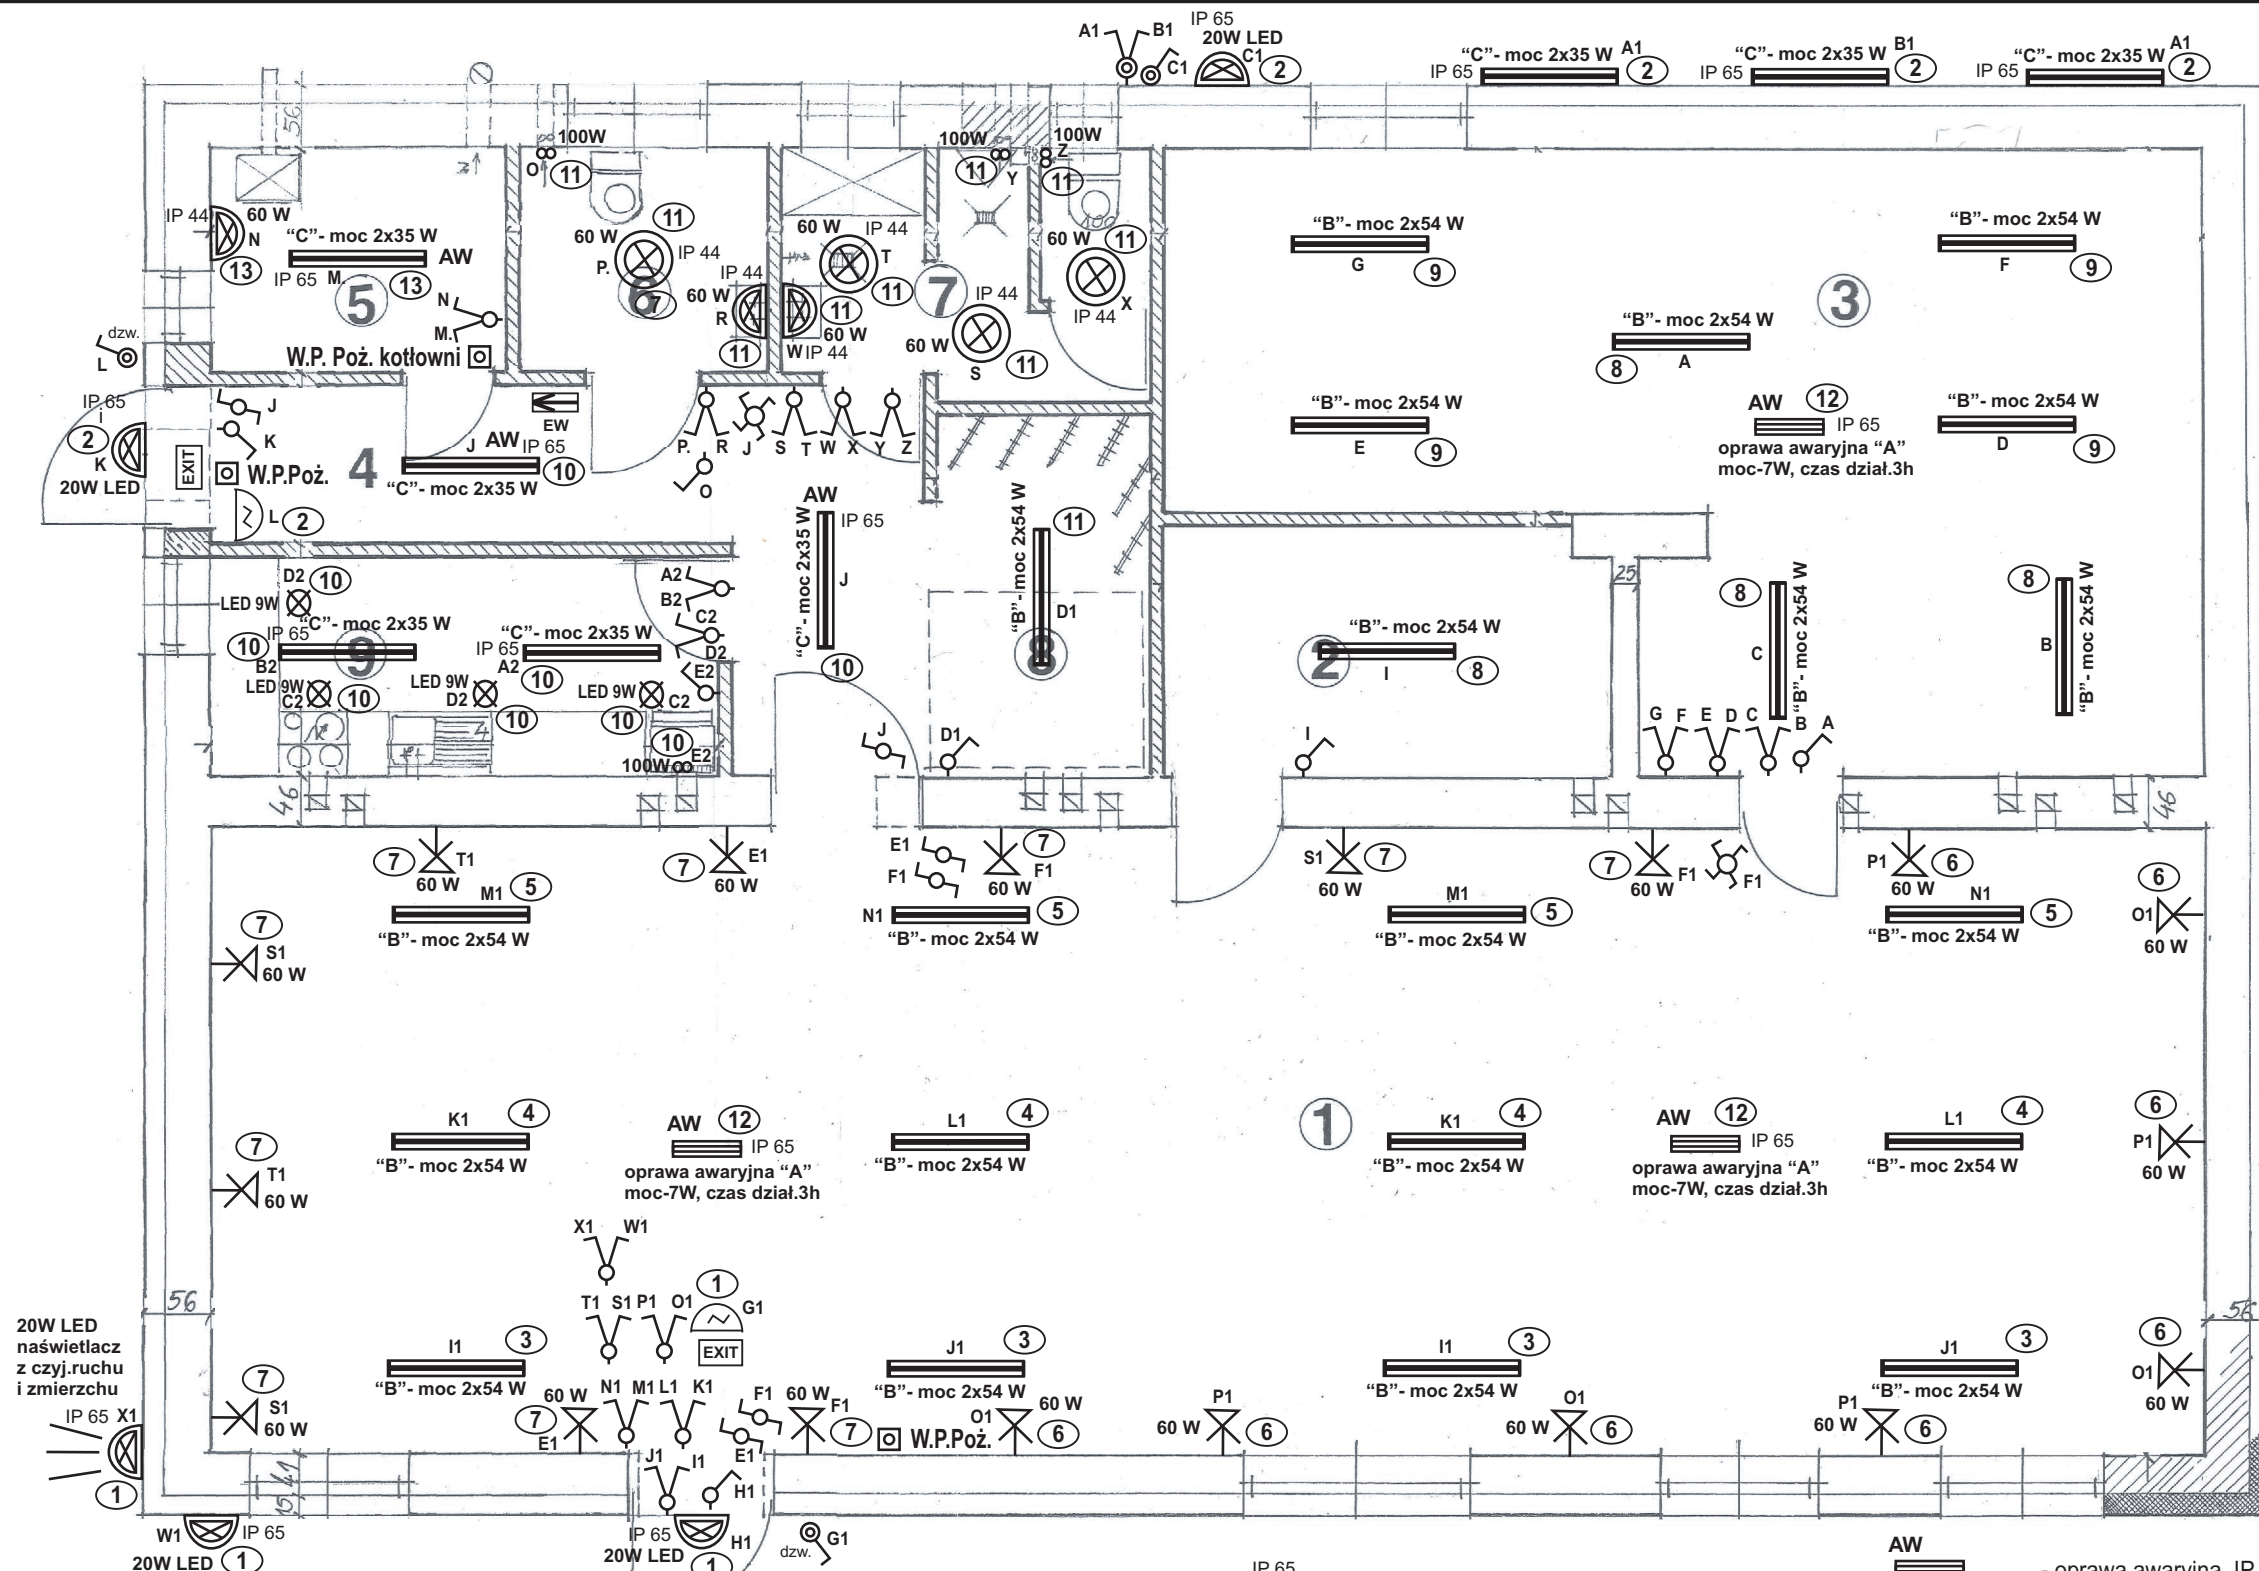 A1
B1
IP 65
20W LED
C1
C1
2
IP 65
“C”- moc 2x35 W
A1
2
IP 65
“C”- moc 2x35 W
B1
2
IP 65
“C”- moc 2x35 W
A1
2
56
IP 44
60 W
N
13
“C”- moc 2x35 W
AW
IP 65
M.
13
5
N
M.
W.P. Poż. kotłowni
100W
O
11
11
60 W
IP 44
P.
6
7
IP 44
60 W
R
11
60 W
IP 44
T
11
11
60 W
W
IP 44
7
100W
11
Y
IP 44
60 W
S
11
100W
Z
11
100
60 W
11
IP 44
X
“B”- moc 2x54 W
G
9
“B”- moc 2x54 W
F
9
3
“B”- moc 2x54 W
8
A
“B”- moc 2x54 W
E
9
AW
12
IP 65
oprawa awaryjna “A”
moc-7W, czas dział.3h
“B”- moc 2x54 W
D
9
dzw.
L
IP 65
i
2
K
20W LED
EXIT
J
K
W.P.Poż.
L
2
4
EW
J
AW
IP 65
10
“C”- moc 2x35 W
P.
R
J
S
T
W
X
Y
Z
O
AW
IP 65
“C”- moc 2x35 W
J
10
“B”- moc 2x54 W
11
D1
8
25
“B”- moc 2x54 W
2
I
8
8
C
“B”- moc 2x54 W
8
B
“B”- moc 2x54 W
D2
10
LED 9W
IP 65
“C”- moc 2x35 W
10
B2
9
“C”- moc 2x35 W
IP 65
A2
10
LED 9W
C2
10
LED 9W
D2
10
LED 9W
C2
10
A2
B2
C2
D2
E2
10
100W
E2
4
J
D1
I
G
F
E
D
C
B
A
46
46
7
T1
60 W
7
E1
60 W
E1
F1
7
F1
60 W
S1
7
60 W
7
F1
60 W
F1
P1
6
60 W
6
O1
60 W
M1
5
“B”- moc 2x54 W
N1
5
“B”- moc 2x54 W
M1
5
“B”- moc 2x54 W
N1
5
“B”- moc 2x54 W
7
S1
60 W
K1
4
“B”- moc 2x54 W
AW
12
IP 65
oprawa awaryjna “A”
moc-7W, czas dział.3h
L1
4
“B”- moc 2x54 W
1
K1
4
“B”- moc 2x54 W
AW
12
IP 65
oprawa awaryjna “A”
moc-7W, czas dział.3h
L1
4
“B”- moc 2x54 W
6
P1
60 W
7
T1
60 W
X1
W1
T1
S1
P1
O1
1
G1
EXIT
56
56
20W LED
naświetlacz
z czyj.ruchu
i zmierzchu
IP 65
X1
1
7
S1
60 W
I1
3
“B”- moc 2x54 W
J1
3
“B”- moc 2x54 W
I1
3
“B”- moc 2x54 W
J1
3
“B”- moc 2x54 W
6
O1
60 W
60 W
7
E1
N1
M1
L1
K1
F1
E1
60 W
F1
7
W.P.Poż.
O1
60 W
6
P1
60 W
6
O1
60 W
6
P1
60 W
6
J1
I1
H1
15
41
W1
IP 65
20W LED
1
IP 65
20W LED
H1
1
dzw.
G1
IP 65
AW
- oprawa awaryjna, IP